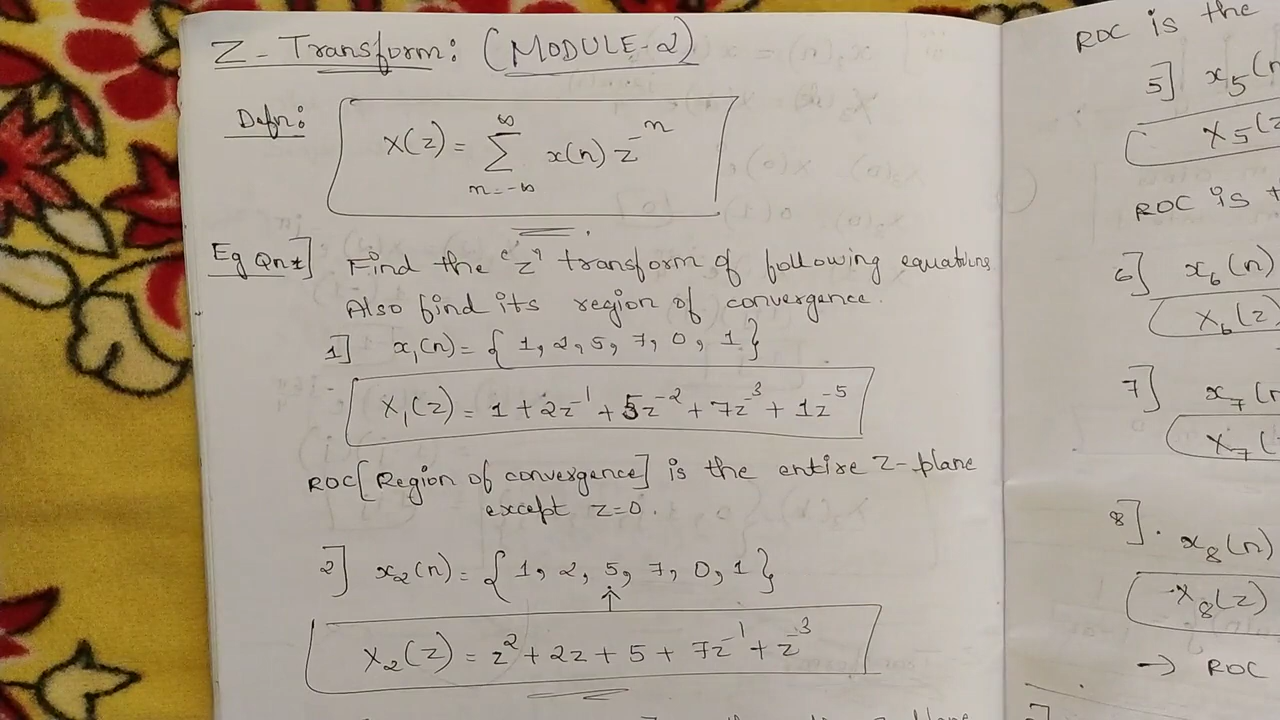 Z - Transform: (MODULE-2)
Defn:
X(z) = ∞ Σ n=-∞ x(n) z^-n
Eg Qns] Find the 'z' transform of following equations
Also find its region of convergence.
1] x₁(n) = { 1, 2, 5, 7, 0, 1 }
X₁(z) = 1 + 2z^-1 + 5z^-2 + 7z^-3 + 1z^-5
ROC [Region of convergence] is the entire z-plane
except z=0.
2] x₂(n) = { 1, 2, 5, 7, 0, 1 }
↑
X₂(z) = z² + 2z + 5 + 7z^-1 + z^-3
ROC is the
5] x₅(n
X₅(z
ROC is t
6] x₆(n)
X₆(z)
7] x₇(n
X₇(
8]. x₈(n)
X₈(z)
→ ROC